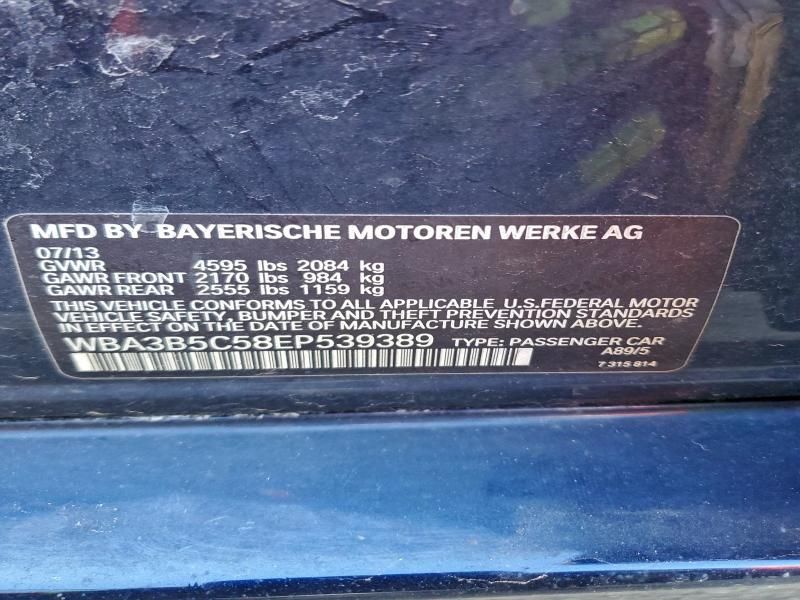 MFD BY BAYERISCHE MOTOREN WERKE AG
07/13
GVWR 4595 lbs 2084 kg
GAWR FRONT 2170 lbs 984 kg
GAWR REAR 2555 lbs 1159 kg
THIS VEHICLE CONFORMS TO ALL APPLICABLE U.S.FEDERAL MOTOR
VEHICLE SAFETY, BUMPER AND THEFT PREVENTION STANDARDS
IN EFFECT ON THE DATE OF MANUFACTURE SHOWN ABOVE.
WBA3B5C58EP539389 TYPE: PASSENGER CAR
A89/5
7 315 814